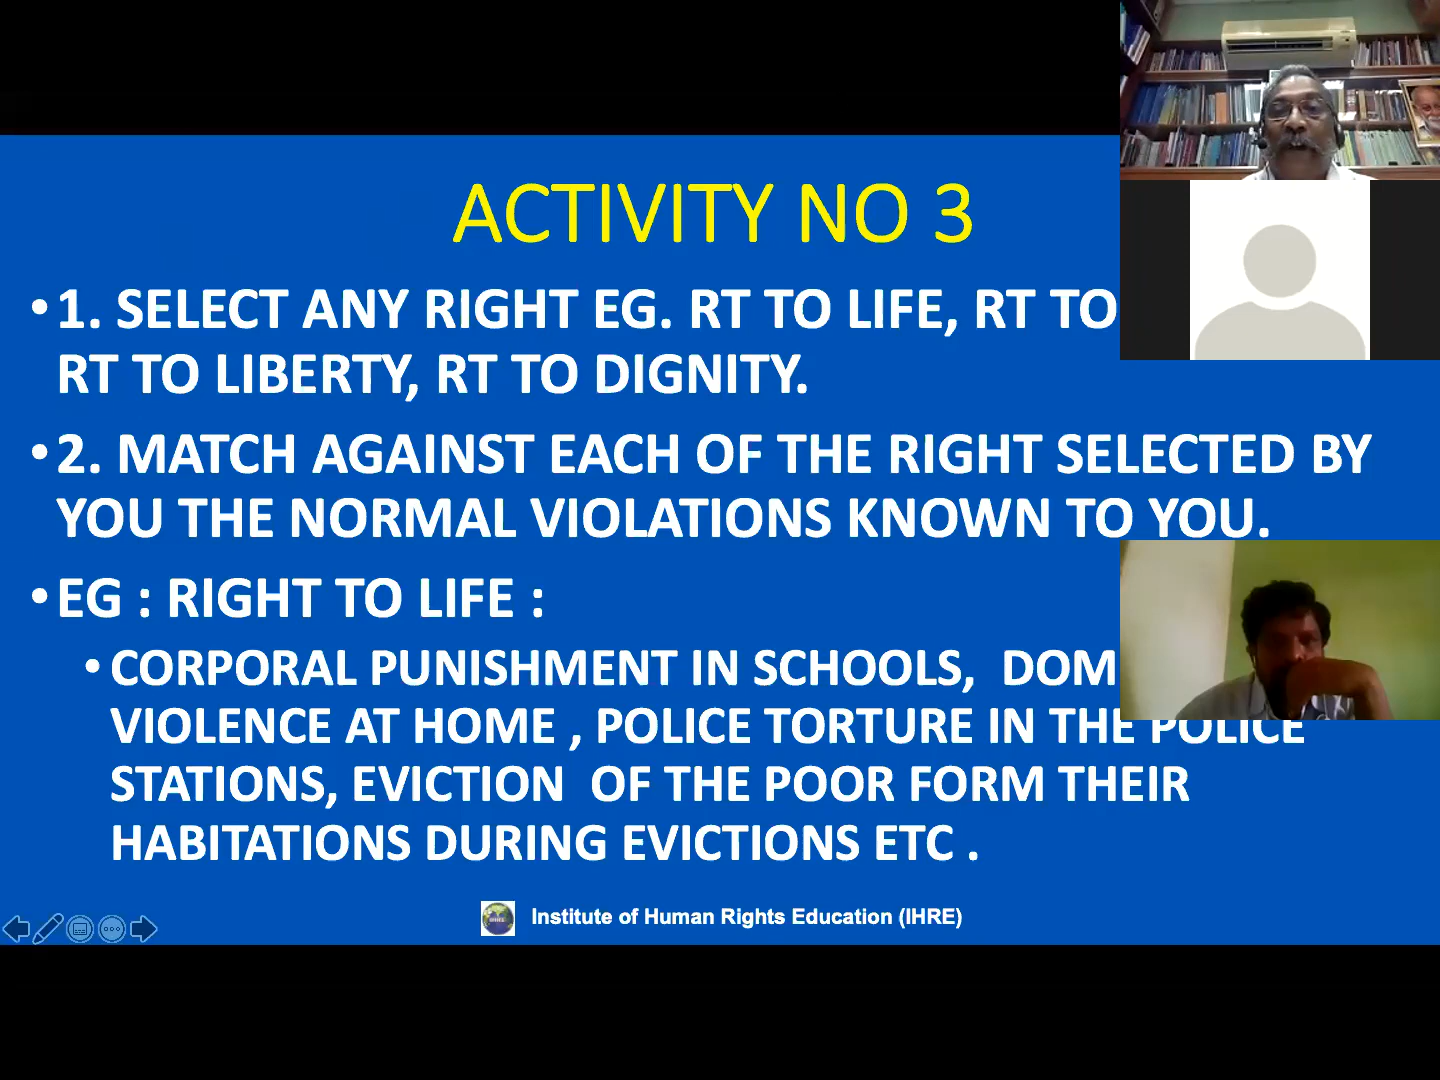 ACTIVITY NO 3
• 1. SELECT ANY RIGHT EG. RT TO LIFE, RT TO
RT TO LIBERTY, RT TO DIGNITY.
• 2. MATCH AGAINST EACH OF THE RIGHT SELECTED BY
YOU THE NORMAL VIOLATIONS KNOWN TO YOU.
• EG : RIGHT TO LIFE :
• CORPORAL PUNISHMENT IN SCHOOLS,
VIOLENCE AT HOME , POLICE TORTURE IN THE POLICE
STATIONS, EVICTION OF THE POOR FORM THEIR
HABITATIONS DURING EVICTIONS ETC .
Institute of Human Rights Education (IHRE)